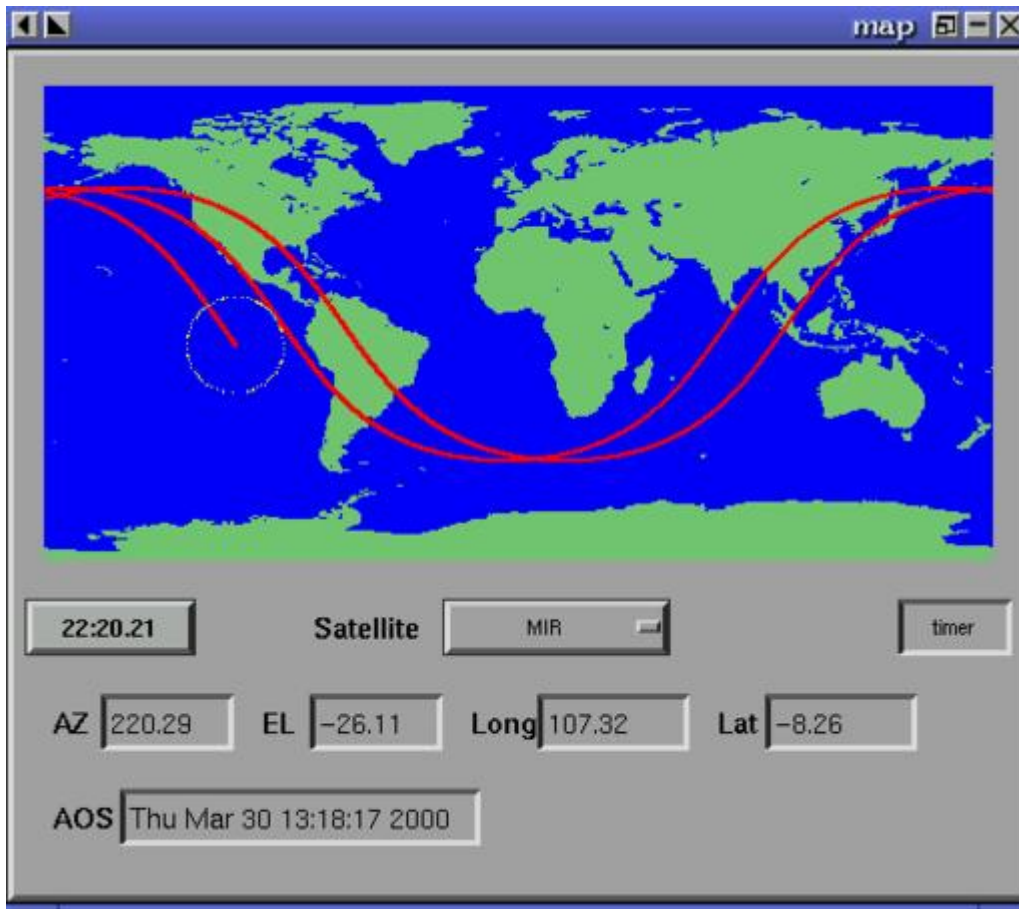 map
22:20.21 Satellite MIR timer
AZ 220.29 EL -26.11 Long 107.32 Lat -8.26
AOS Thu Mar 30 13:18:17 2000